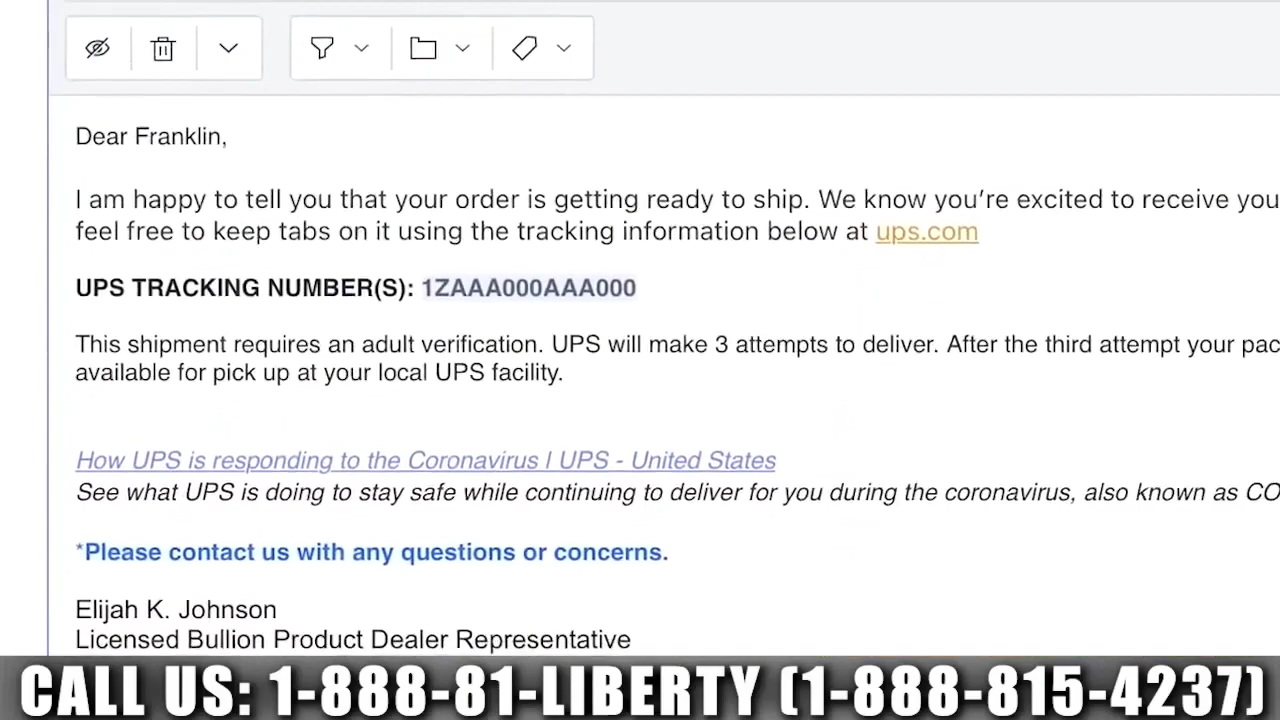 Dear Franklin,
I am happy to tell you that your order is getting ready to ship. We know you're excited to receive you
feel free to keep tabs on it using the tracking information below at ups.com
UPS TRACKING NUMBER(S): 1ZAAA000AAA000
This shipment requires an adult verification. UPS will make 3 attempts to deliver. After the third attempt your pac
available for pick up at your local UPS facility.
How UPS is responding to the Coronavirus | UPS - United States
See what UPS is doing to stay safe while continuing to deliver for you during the coronavirus, also known as CO
*Please contact us with any questions or concerns.
Elijah K. Johnson
Licensed Bullion Product Dealer Representative
CALL US: 1-888-81-LIBERTY (1-888-815-4237)